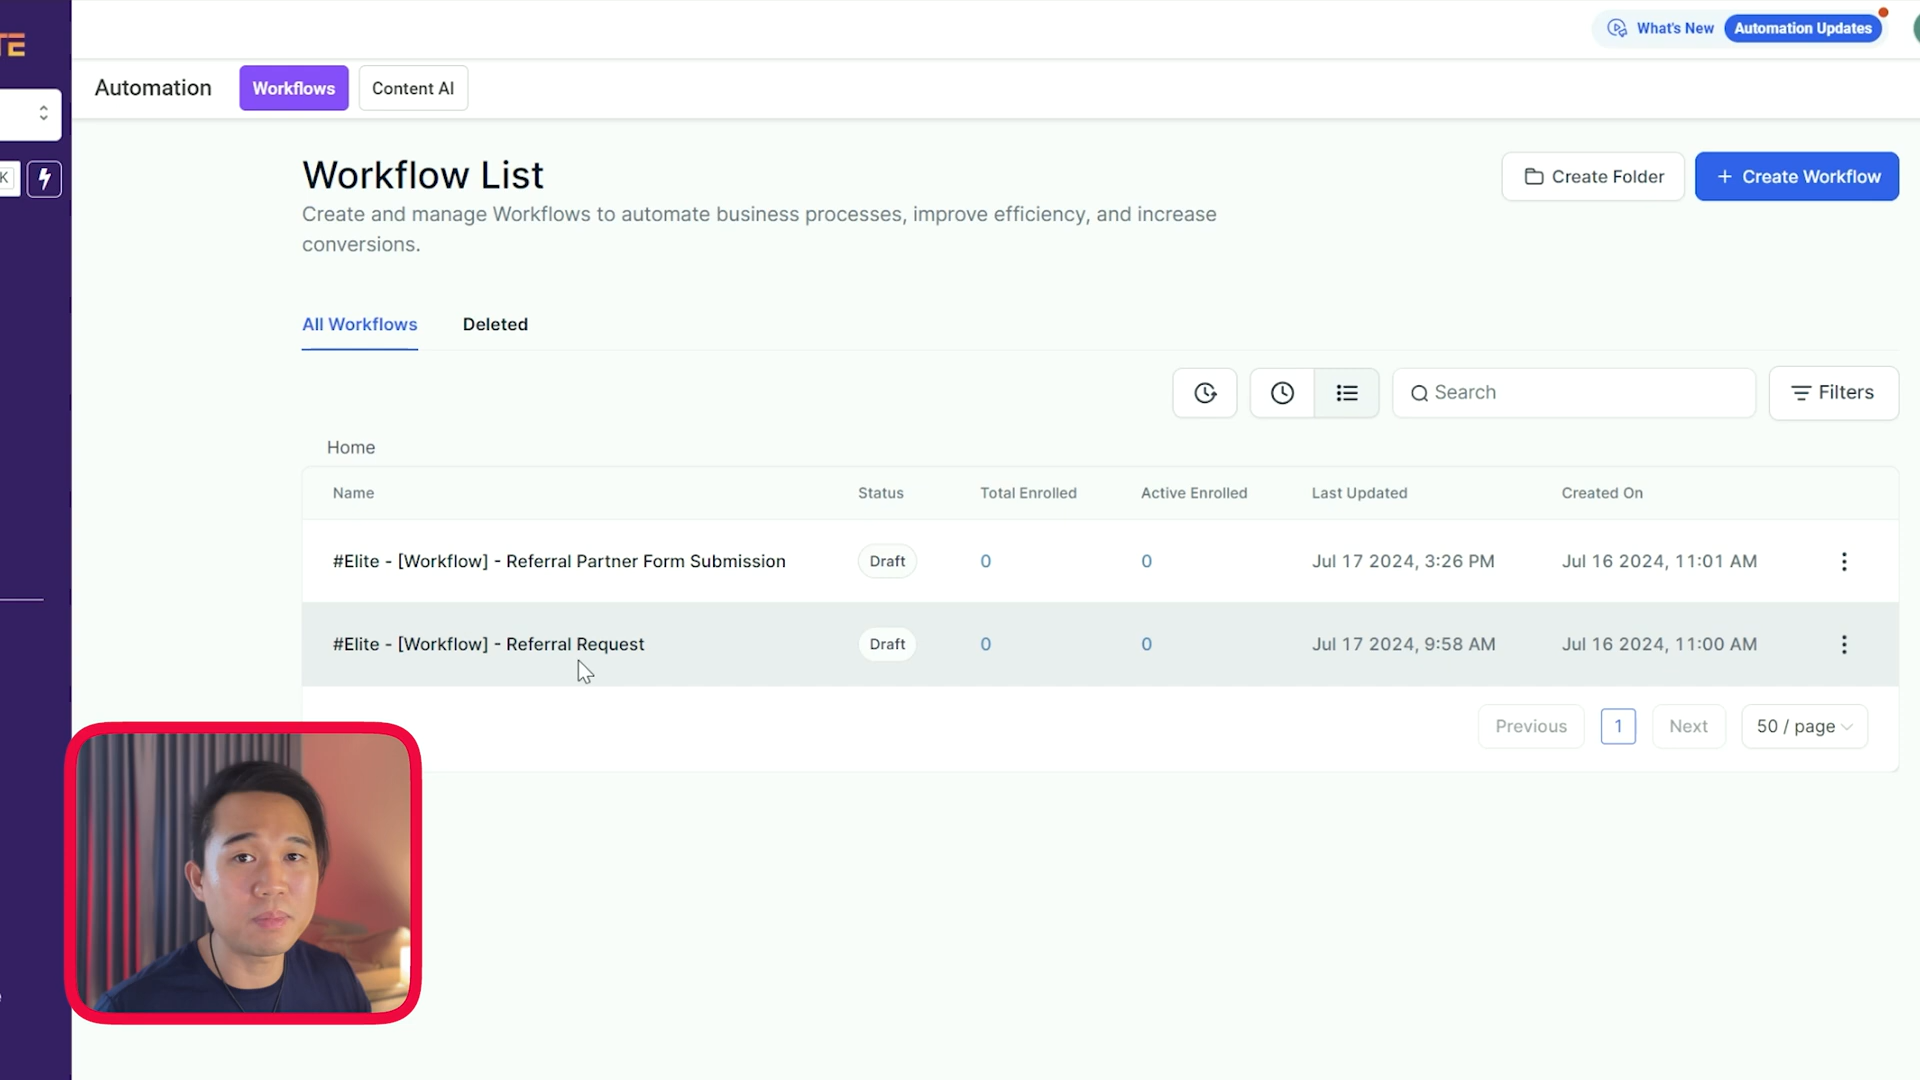 TE
What's New
Automation Updates
Automation
Workflows
Content AI
K
Workflow List
Create and manage Workflows to automate business processes, improve efficiency, and increase
conversions.
Create Folder
+ Create Workflow
All Workflows
Deleted
Search
Filters
Home
Name
Status
Total Enrolled
Active Enrolled
Last Updated
Created On
#Elite - [Workflow] - Referral Partner Form Submission
Draft
0
0
Jul 17 2024, 3:26 PM
Jul 16 2024, 11:01 AM
#Elite - [Workflow] - Referral Request
Draft
0
0
Jul 17 2024, 9:58 AM
Jul 16 2024, 11:00 AM
Previous
1
Next
50 / page